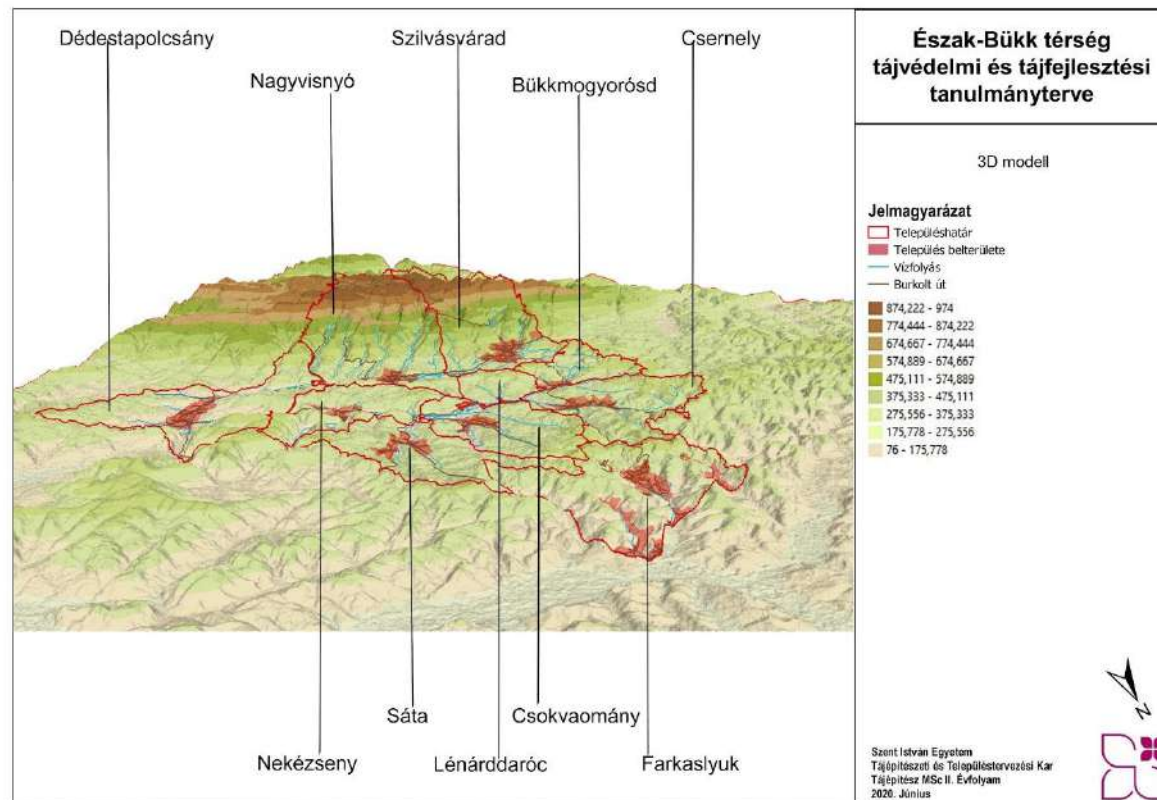 Dédestapolcsány
Szilvásvárad
Csernely
Nagyvisnyó
Bükkmogyorósd
Sáta
Csokvaomány
Nekézseny
Lénárddaróc
Farkaslyuk
Észak-Bükk térség
tájvédelmi és tájfejlesztési
tanulmányterve
3D modell
Jelmagyarázat
Településhatár
Település belterülete
Vízfolyás
Burkolt út
874,222 - 974
774,444 - 874,222
674,667 - 774,444
574,889 - 674,667
475,111 - 574,889
375,333 - 475,111
275,556 - 375,333
175,778 - 275,556
76 - 175,778
N
Szent István Egyetem
Tájépítészeti és Településtervezési Kar
Tájépítész MSc II. Évfolyam
2020. Június